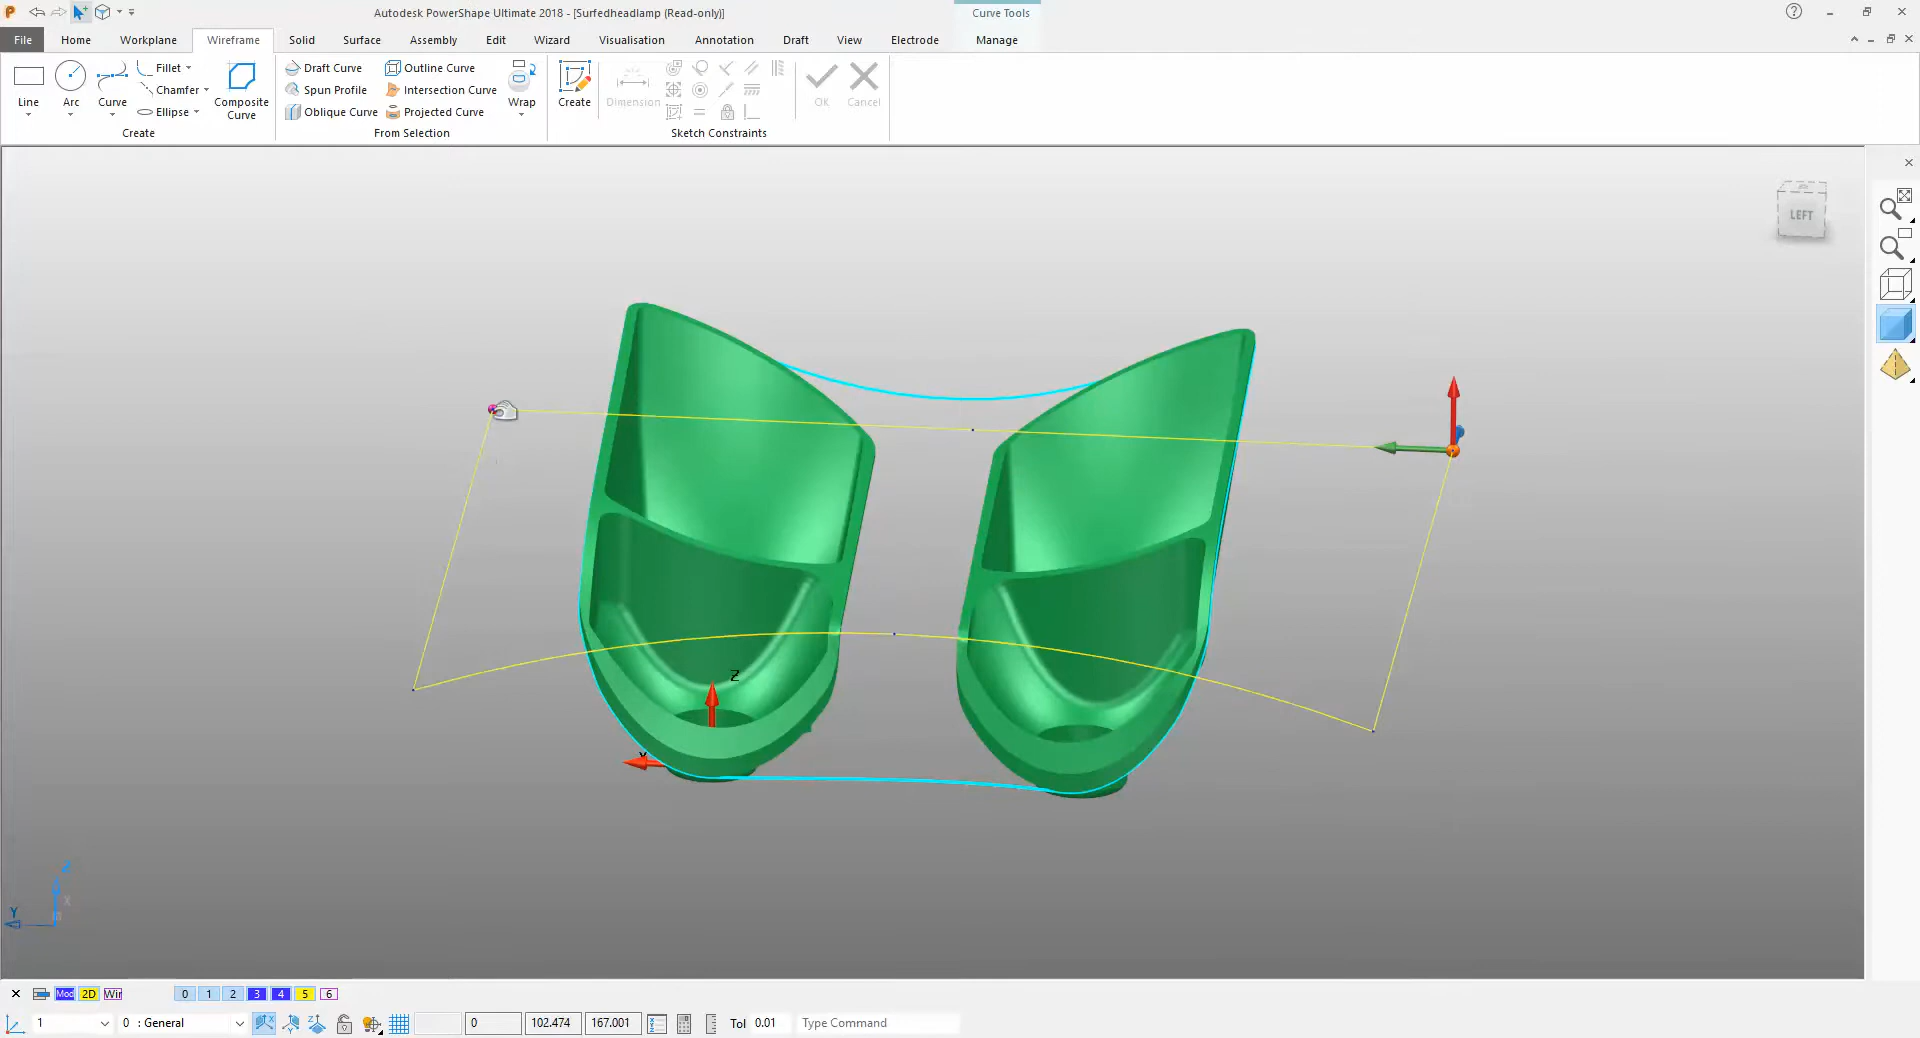 Autodesk PowerShape Ultimate 2018 - [Surfedheadlamp (Read-only)]
Curve Tools
File Home Workplane Wireframe Solid Surface Assembly Edit Wizard Visualisation Annotation Draft View Electrode Manage
Line
Arc
Curve
Fillet
Chamfer
Ellipse
Composite
Curve
Create
Draft Curve
Spun Profile
Oblique Curve
Outline Curve
Intersection Curve
Projected Curve
Wrap
From Selection
Create
Dimension
Sketch Constraints
OK
Cancel
LEFT
Z
Z
X
Y
Mod 2D Wir 0 1 2 3 4 5 6
1 0 : General 0 102.474 167.001 Tol 0.01 Type Command